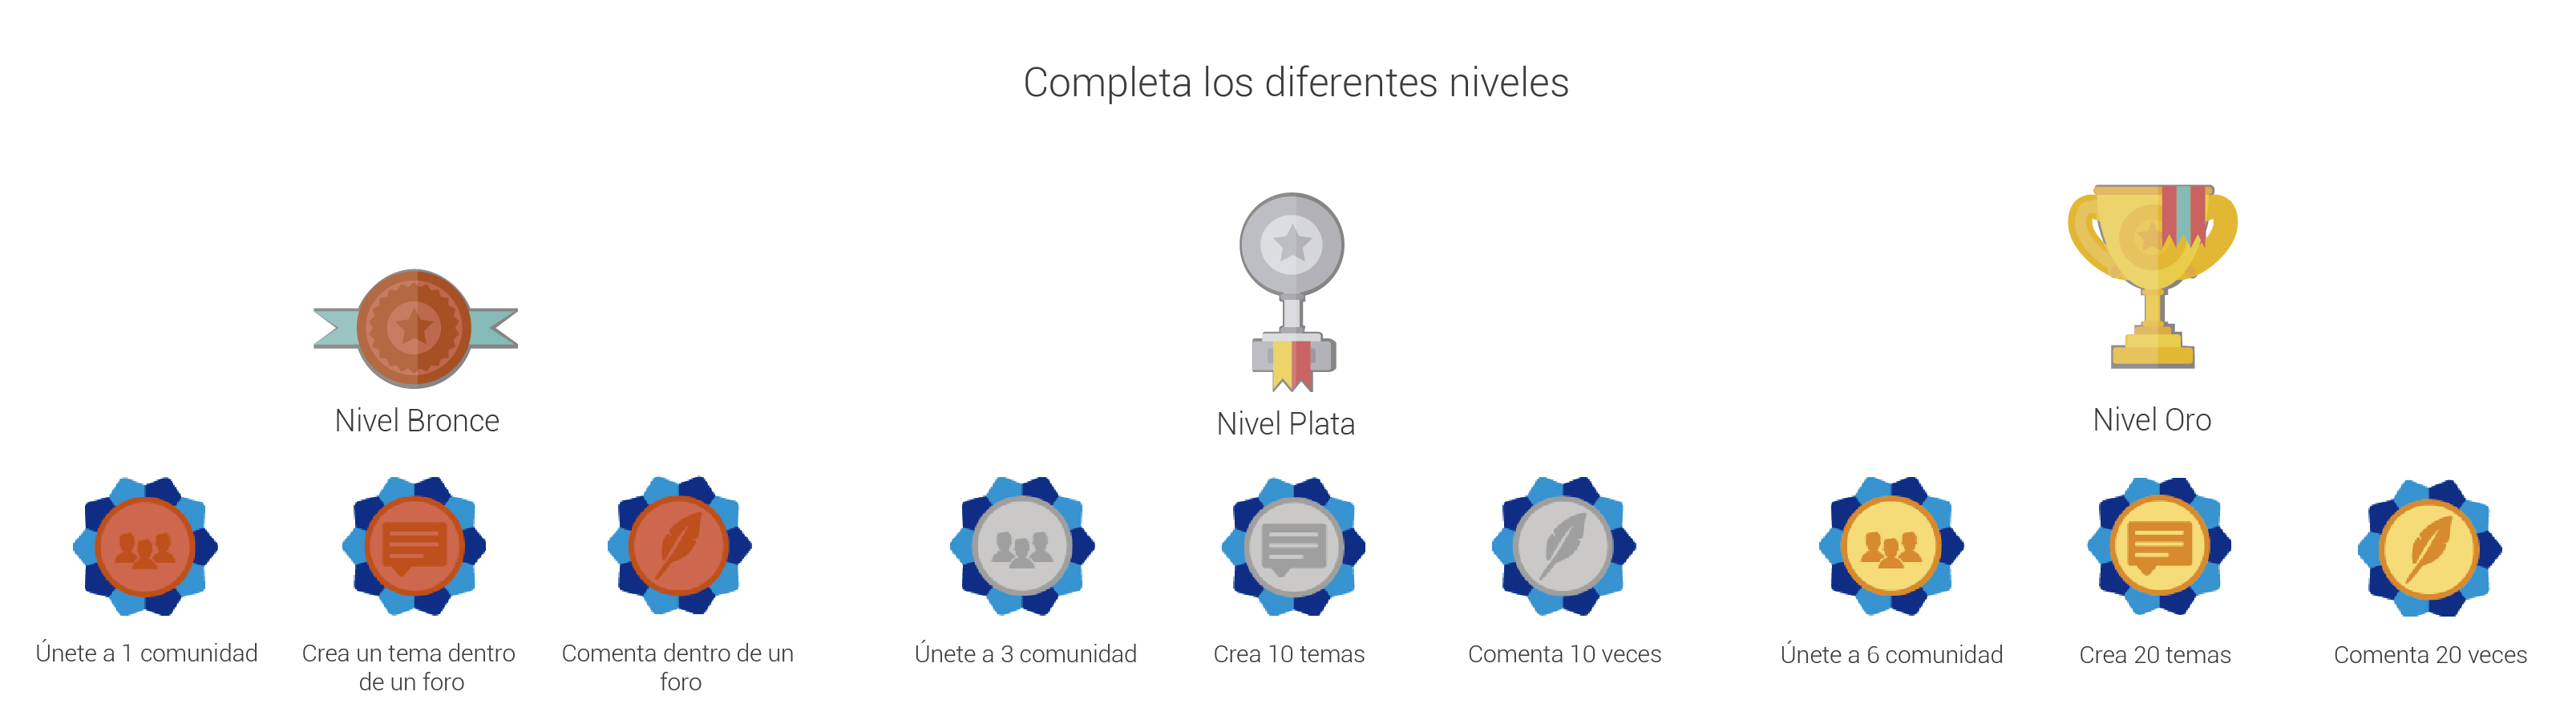 Completa los diferentes niveles
Nivel Bronce
Nivel Plata
Nivel Oro
Únete a 1 comunidad
Crea un tema dentro
de un foro
Comenta dentro de un
foro
Únete a 3 comunidad
Crea 10 temas
Comenta 10 veces
Únete a 6 comunidad
Crea 20 temas
Comenta 20 veces